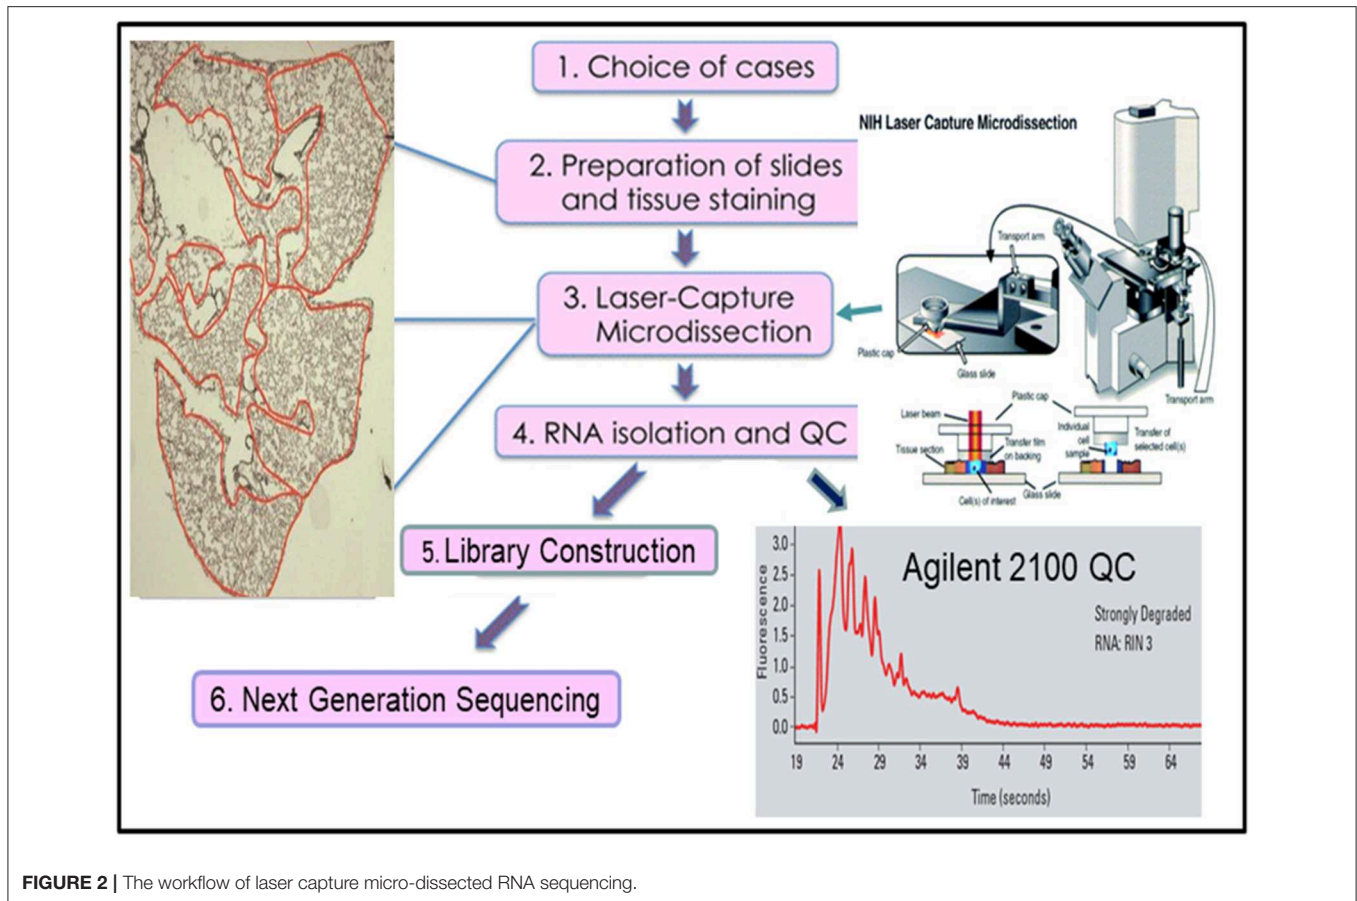 1. Choice of cases
2. Preparation of slides
and tissue staining
3. Laser-Capture
Microdissection
4. RNA isolation and QC
5. Library Construction
6. Next Generation Sequencing
NIH Laser Capture Microdissection
Transport arm
Plastic cap
Glass slide
Transport arm
Laser beam
Plastic cap
Tissue section
Transfer film
on backing
Individual
cell
sample
Transfer of
selected cell(s)
Cell(s) of interest
Glass slide
Agilent 2100 QC
Strongly Degraded
RNA: RIN 3
Fluorescence
3.0
2.5
2.0
1.5
1.0
0.5
0.0
19 24 29 34 39 44 49 54 59 64
Time (seconds)
FIGURE 2 | The workflow of laser capture micro-dissected RNA sequencing.